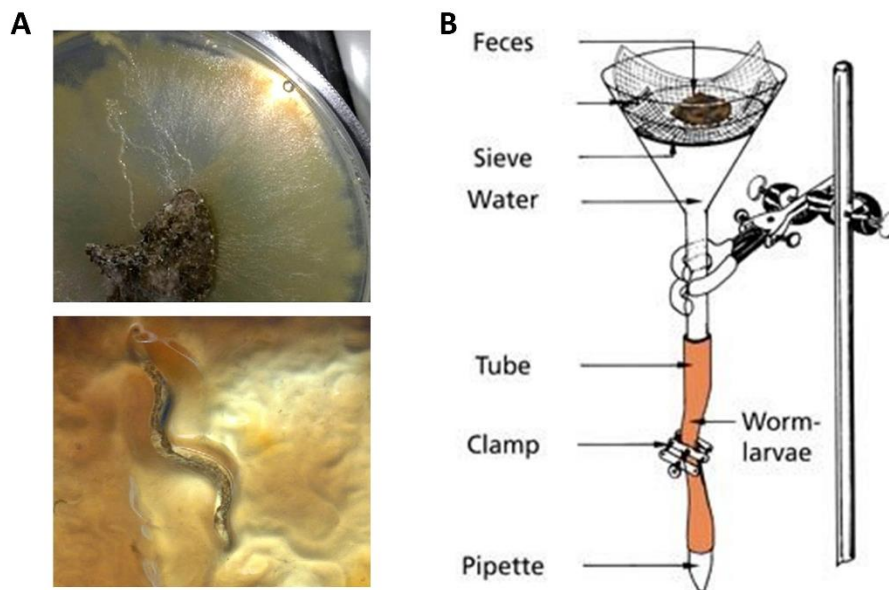 A
B
Feces
Sieve
Water
Tube
Worm-
larvae
Clamp
Pipette